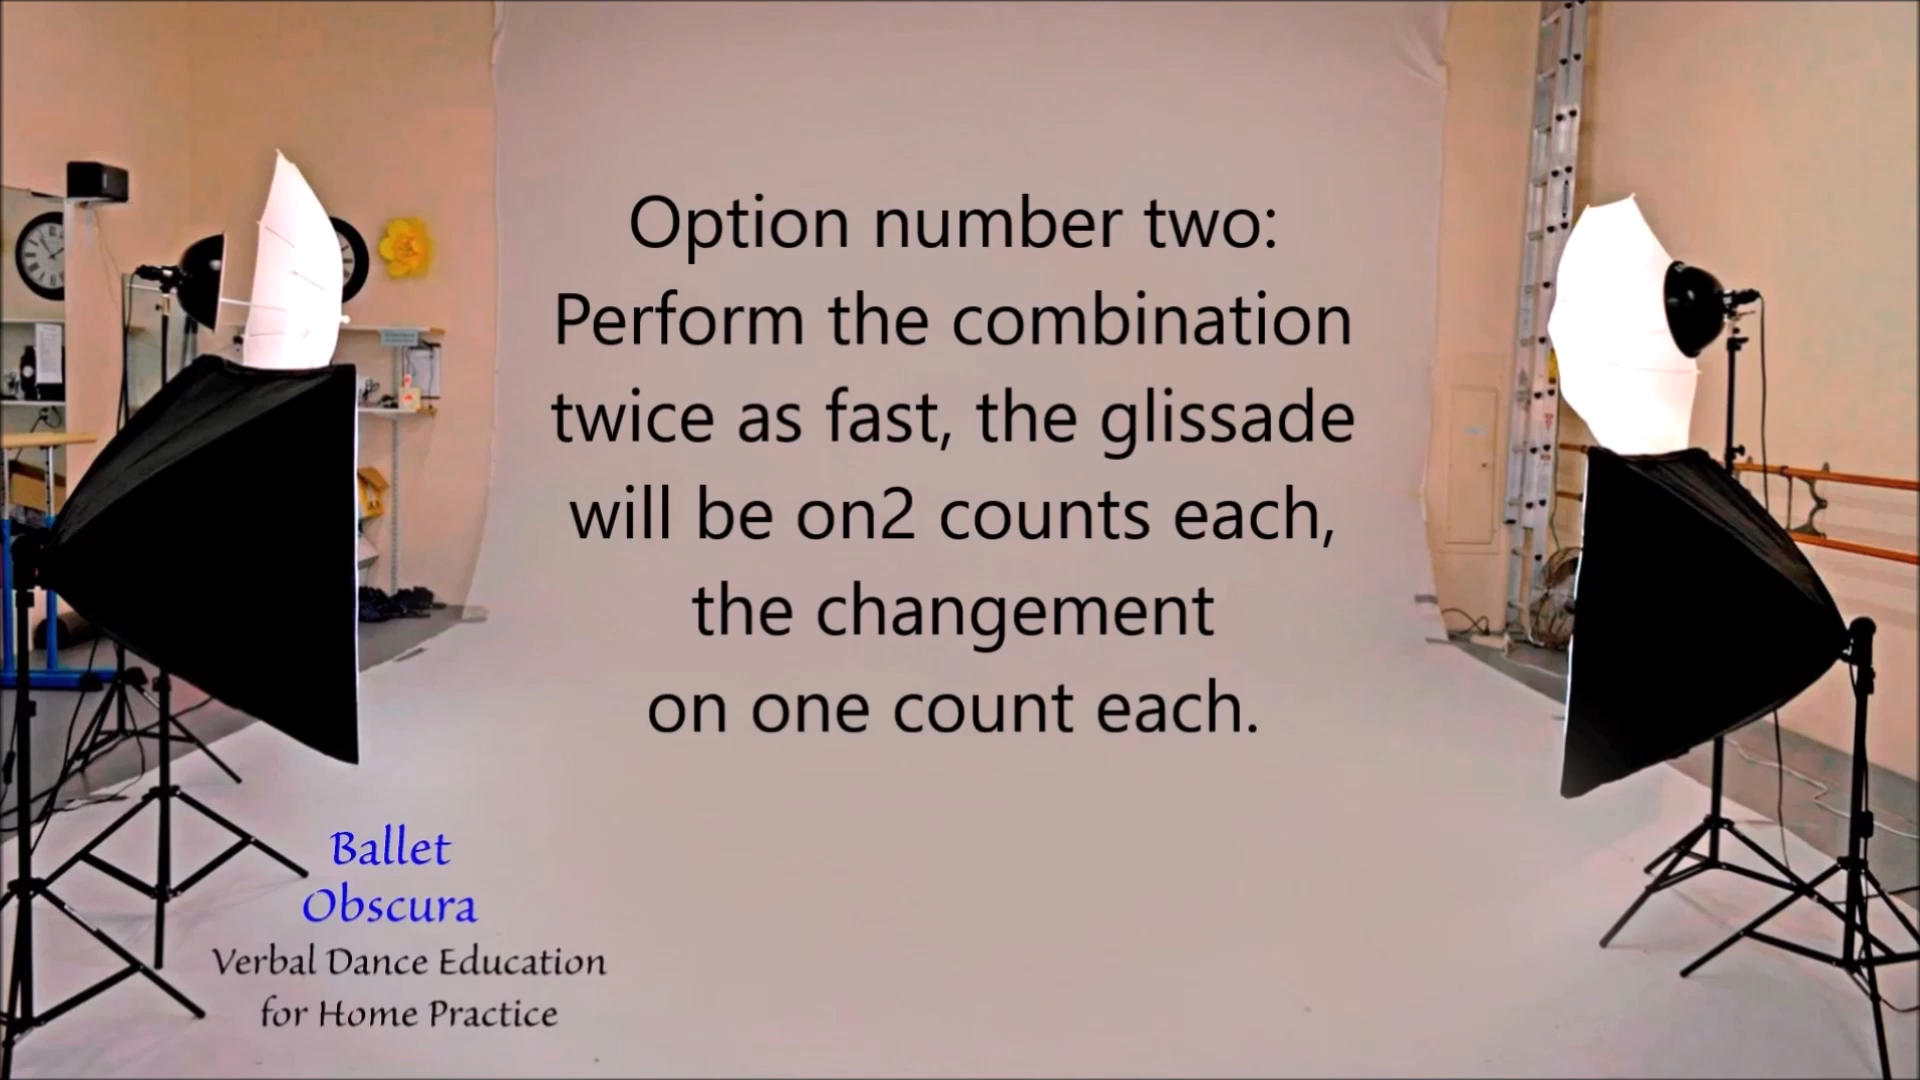 Option number two:
Perform the combination
twice as fast, the glissade
will be on2 counts each,
the changement
on one count each.
Ballet
Obscura
Verbal Dance Education
for Home Practice